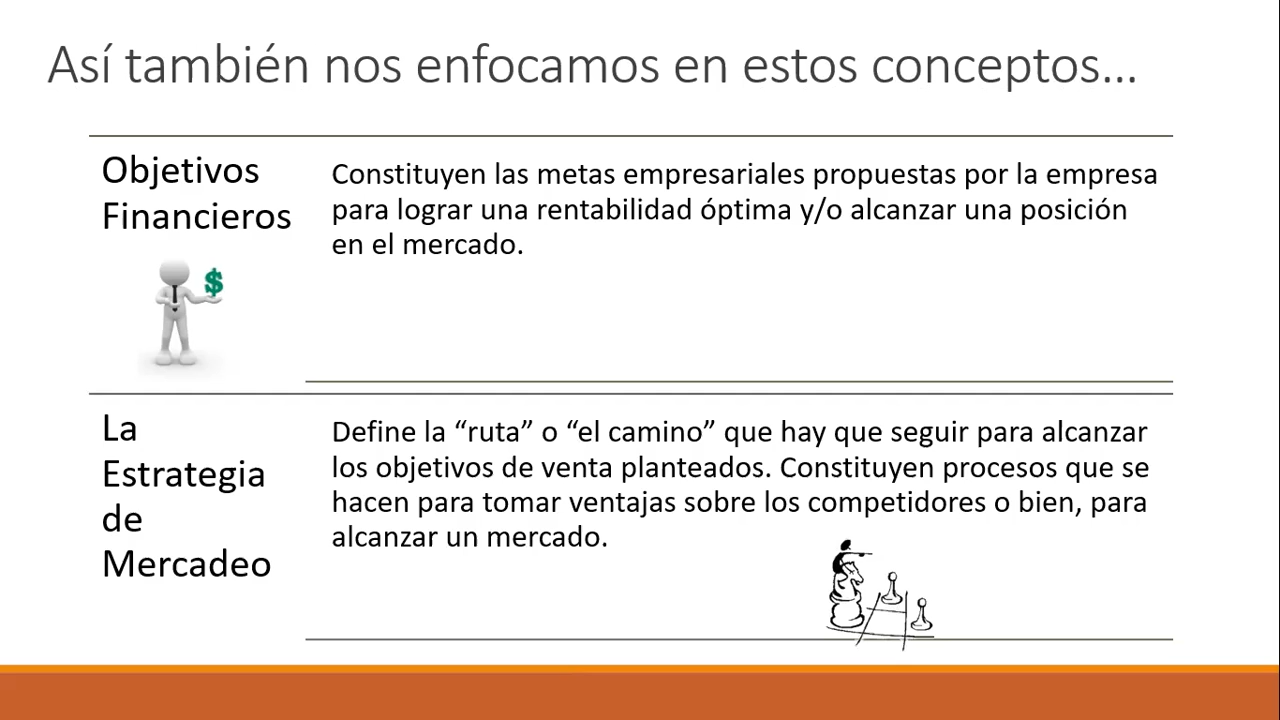 Así también nos enfocamos en estos conceptos...
Objetivos
Financieros
Constituyen las metas empresariales propuestas por la empresa
para lograr una rentabilidad óptima y/o alcanzar una posición
en el mercado.
$
La
Estrategia
de
Mercadeo
Define la “ruta” o “el camino” que hay que seguir para alcanzar
los objetivos de venta planteados. Constituyen procesos que se
hacen para tomar ventajas sobre los competidores o bien, para
alcanzar un mercado.